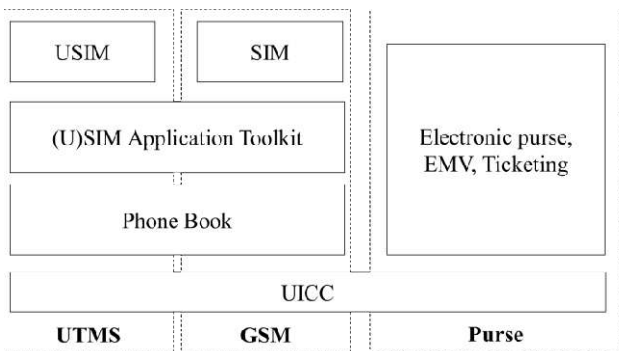 USIM
SIM
(U)SIM Application Toolkit
Electronic purse,
EMV, Ticketing
Phone Book
UICC
UTMS
GSM
Purse